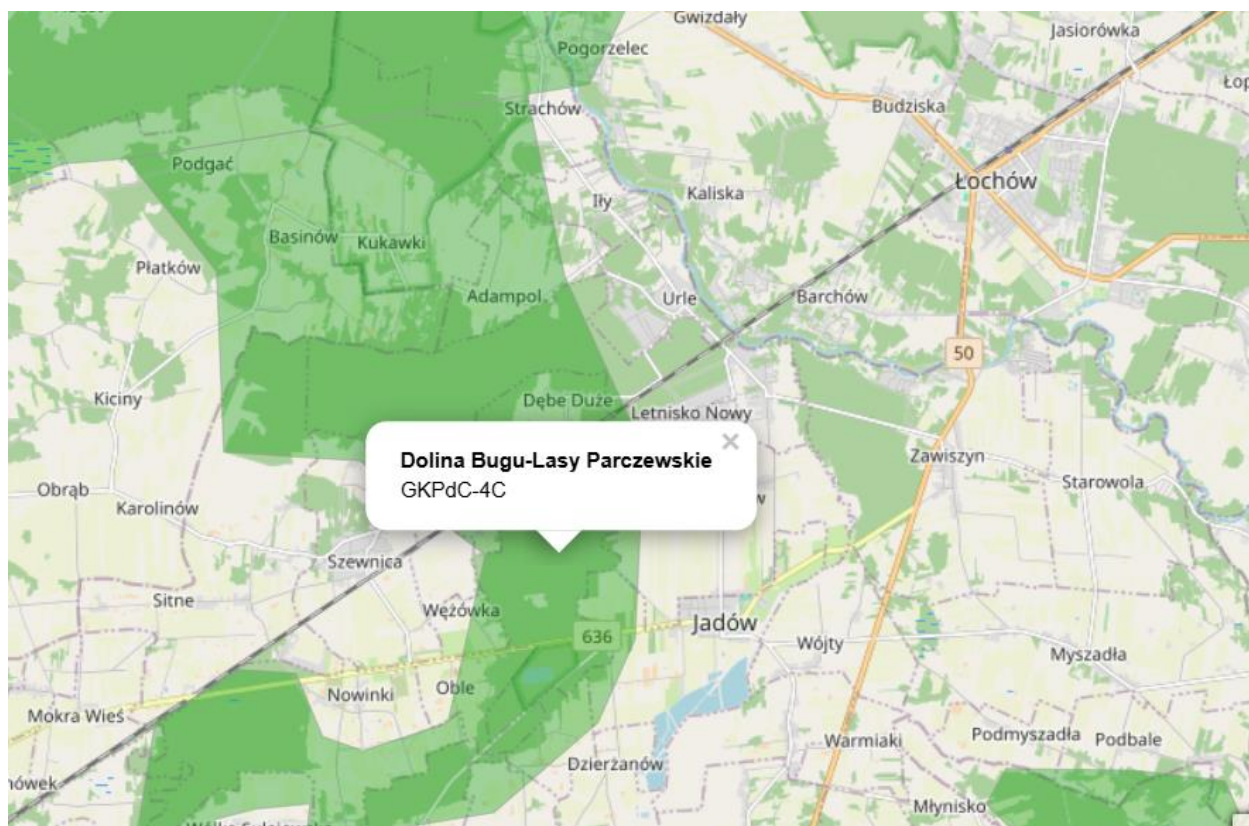 Gwizdały
Jasiorówka
Pogorzelec
Strachów
Budziska
Podgać
Łochów
Iły
Kaliska
Basinów
Kukawki
Płatków
Adampol
Urle
Barchów
50
Kiciny
Dębe Duże
Letnisko Nowy
Dolina Bugu-Lasy Parczewskie
GKPdC-4C
Zawiszyn
Obrąb
Starowola
Karolinów
Szewnica
Sitne
Wężówka
636
Jadów
Wójty
Myszadła
Nowinki
Oble
Mokra Wieś
Warmiaki
Podmyszadła
Podbale
Dzierżanów
Młynisko